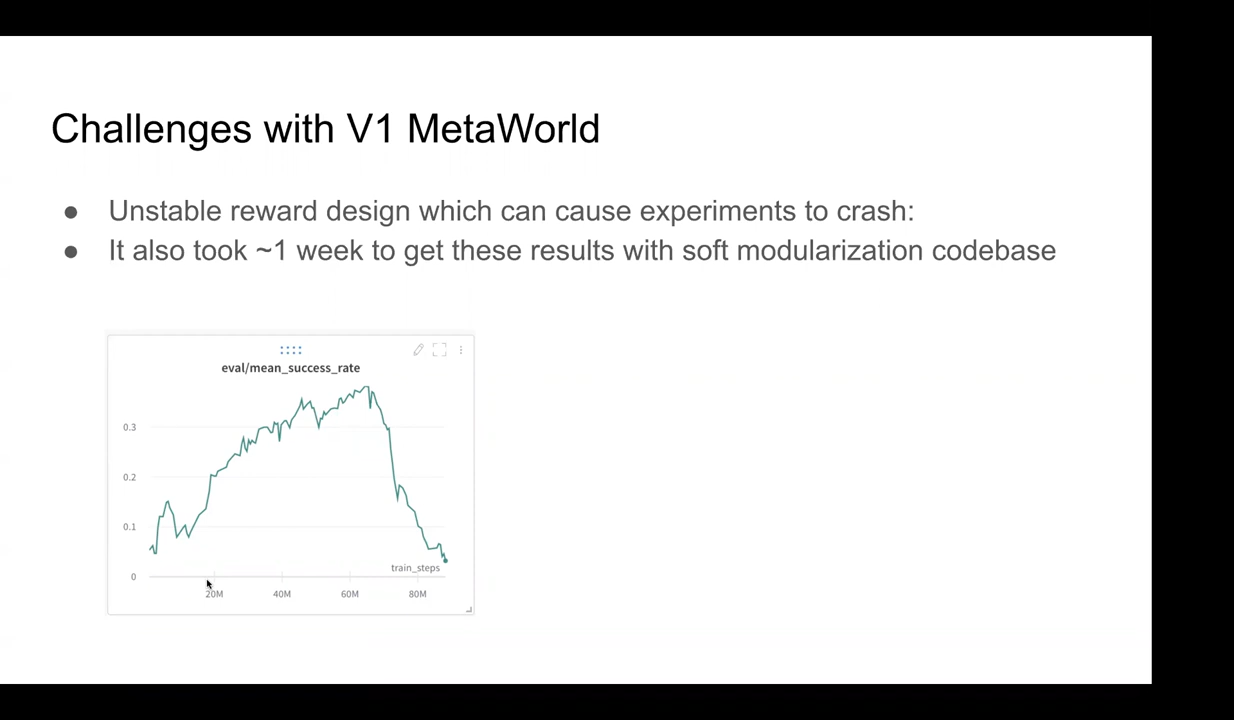 Challenges with V1 MetaWorld
● Unstable reward design which can cause experiments to crash:
● It also took ~1 week to get these results with soft modularization codebase
eval/mean_success_rate
0.3
0.2
0.1
0
train_steps
20M 40M 60M 80M